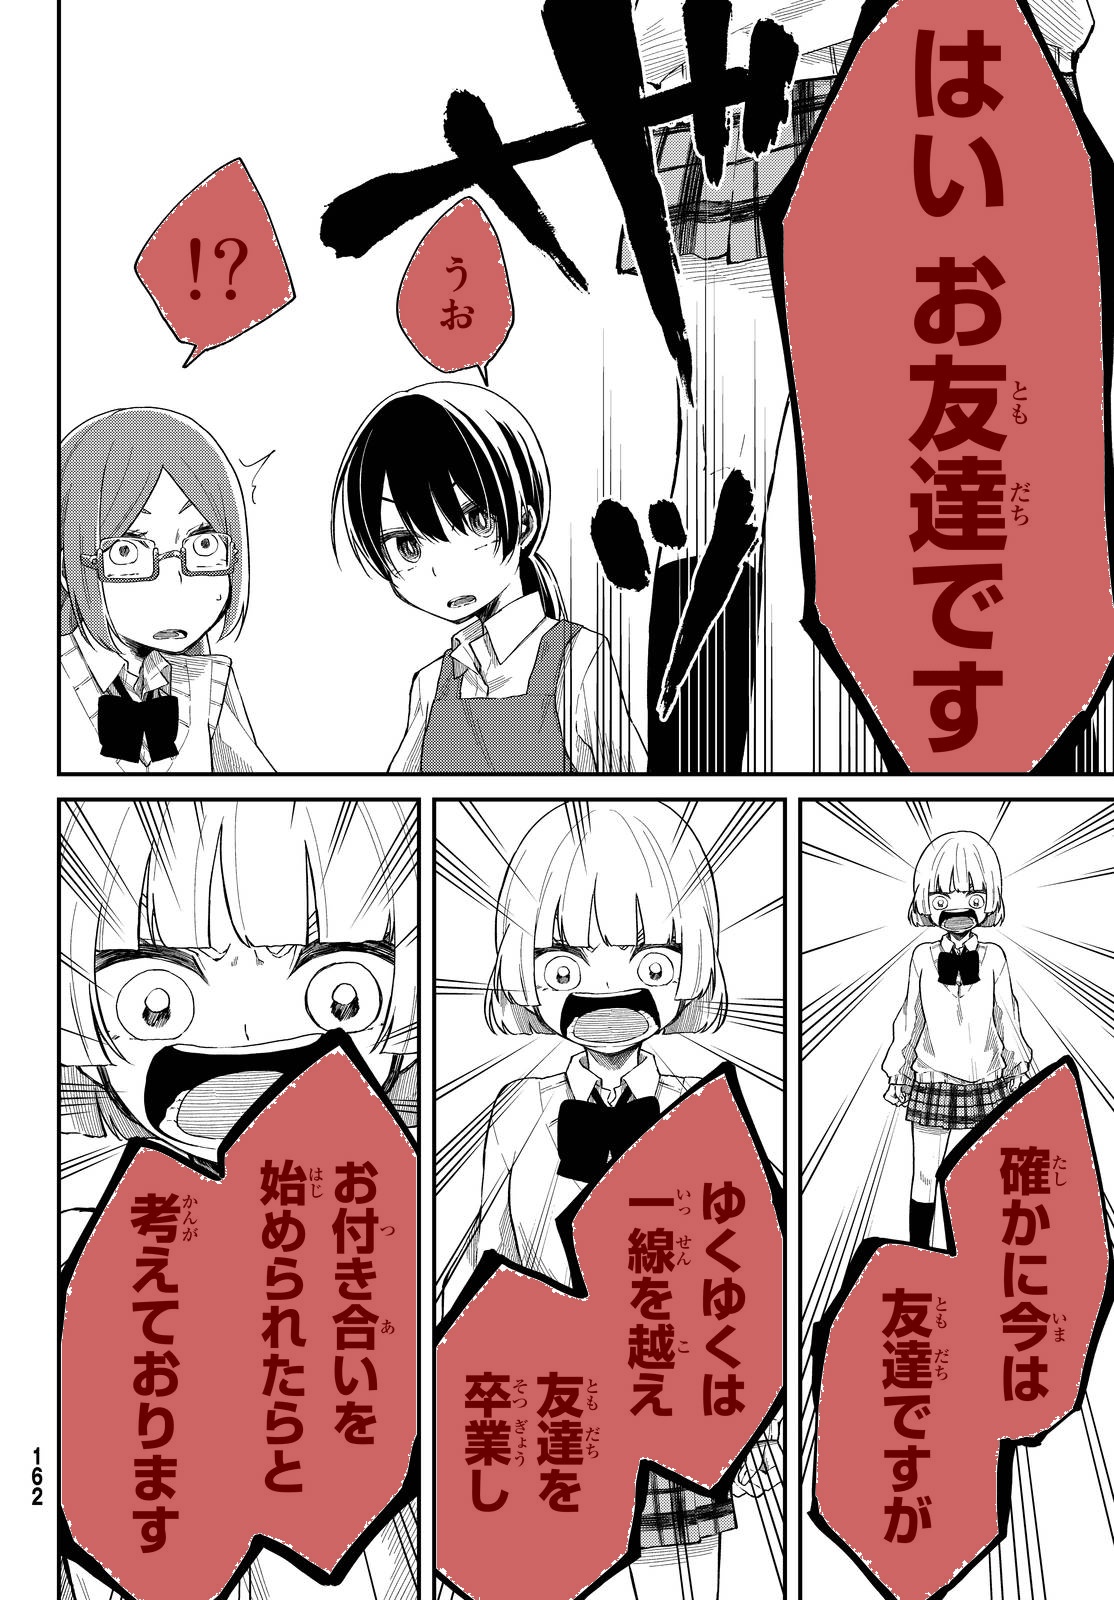 はい お友達です
うお
!?
確かに今は
友達ですが
ゆくゆくは
一線を越え
友達を
卒業し
お付き合いを
始められたらと
考えております
162